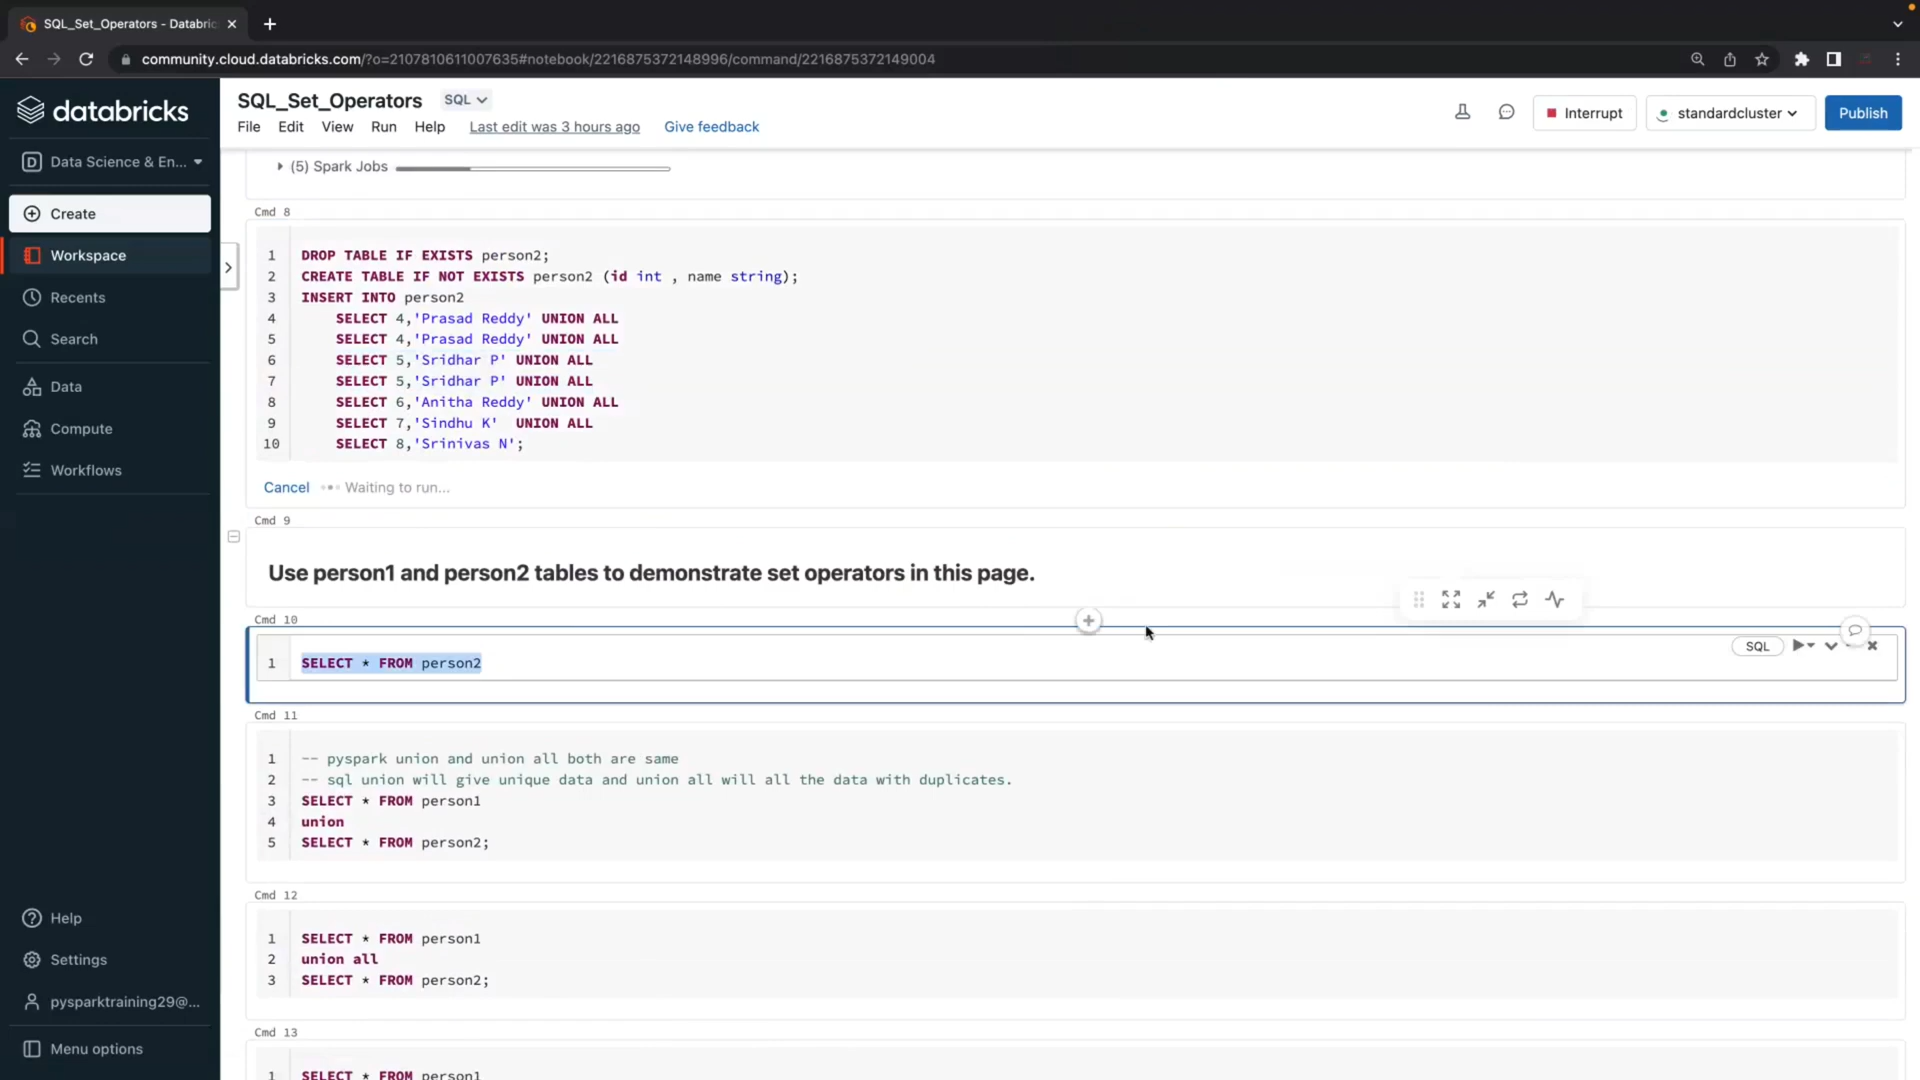 SQL_Set_Operators - Databric
community.cloud.databricks.com/?o=2107810611007635#notebook/2216875372148996/command/2216875372149004
databricks
SQL_Set_Operators SQL
File Edit View Run Help Last edit was 3 hours ago Give feedback
Interrupt
standardcluster
Publish
D Data Science & En...
Create
Workspace
Recents
Search
Data
Compute
Workflows
Help
Settings
pysparktraining29@...
Menu options
(5) Spark Jobs
Cmd 8
1 DROP TABLE IF EXISTS person2;
2 CREATE TABLE IF NOT EXISTS person2 (id int , name string);
3 INSERT INTO person2
4 SELECT 4,'Prasad Reddy' UNION ALL
5 SELECT 4,'Prasad Reddy' UNION ALL
6 SELECT 5,'Sridhar P' UNION ALL
7 SELECT 5,'Sridhar P' UNION ALL
8 SELECT 6,'Anitha Reddy' UNION ALL
9 SELECT 7,'Sindhu K' UNION ALL
10 SELECT 8,'Srinivas N';
Cancel Waiting to run...
Cmd 9
Use person1 and person2 tables to demonstrate set operators in this page.
Cmd 10
SQL
1 SELECT * FROM person2
Cmd 11
1 -- pyspark union and union all both are same
2 -- sql union will give unique data and union all will all the data with duplicates.
3 SELECT * FROM person1
4 union
5 SELECT * FROM person2;
Cmd 12
1 SELECT * FROM person1
2 union all
3 SELECT * FROM person2;
Cmd 13
1 SELECT * FROM person1